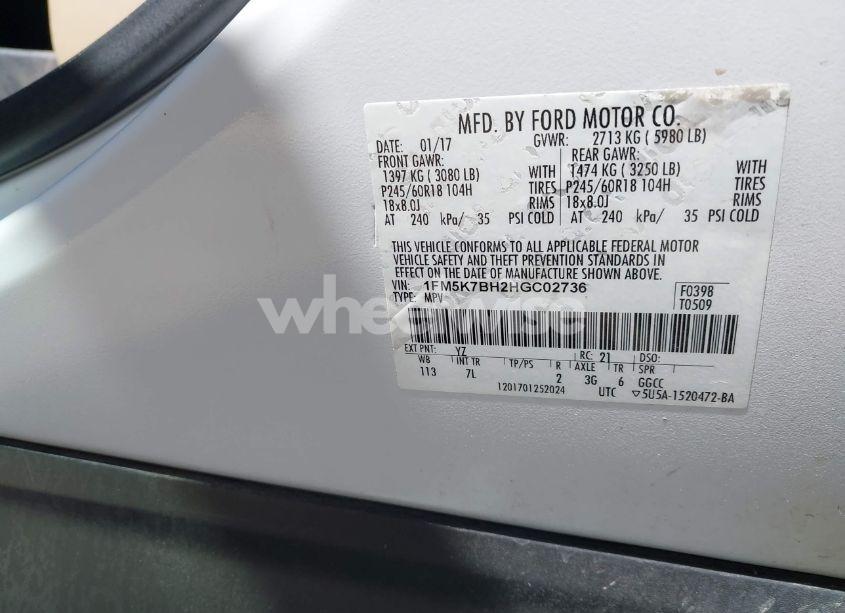 MFD. BY FORD MOTOR CO.
DATE: 01/17 GVWR: 2713 KG ( 5980 LB)
FRONT GAWR: REAR GAWR:
1397 KG ( 3080 LB) WITH 1474 KG ( 3250 LB) WITH
P245/60R18 104H TIRES P245/60R18 104H TIRES
18x8.0J RIMS 18x8.0J RIMS
AT 240 kPa/ 35 PSI COLD AT 240 kPa/ 35 PSI COLD
THIS VEHICLE CONFORMS TO ALL APPLICABLE FEDERAL MOTOR
VEHICLE SAFETY AND THEFT PREVENTION STANDARDS IN
EFFECT ON THE DATE OF MANUFACTURE SHOWN ABOVE.
VIN: 1FM5K7BH2HGC02736 F0398
TYPE: MPV T0509
wheelwise
EXT PNT: YZ RC: 21 DSO:
WB INT TR TP/PS R AXLE TR SPR
113 7L 2 3G 6 GGCC
1201701252024 UTC ▽5U5A-1520472-BA